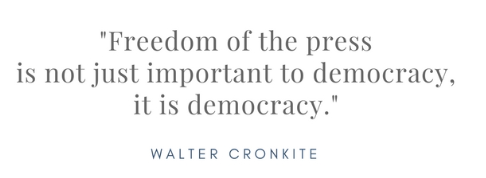 "Freedom of the press
is not just important to democracy,
it is democracy."
WALTER CRONKITE